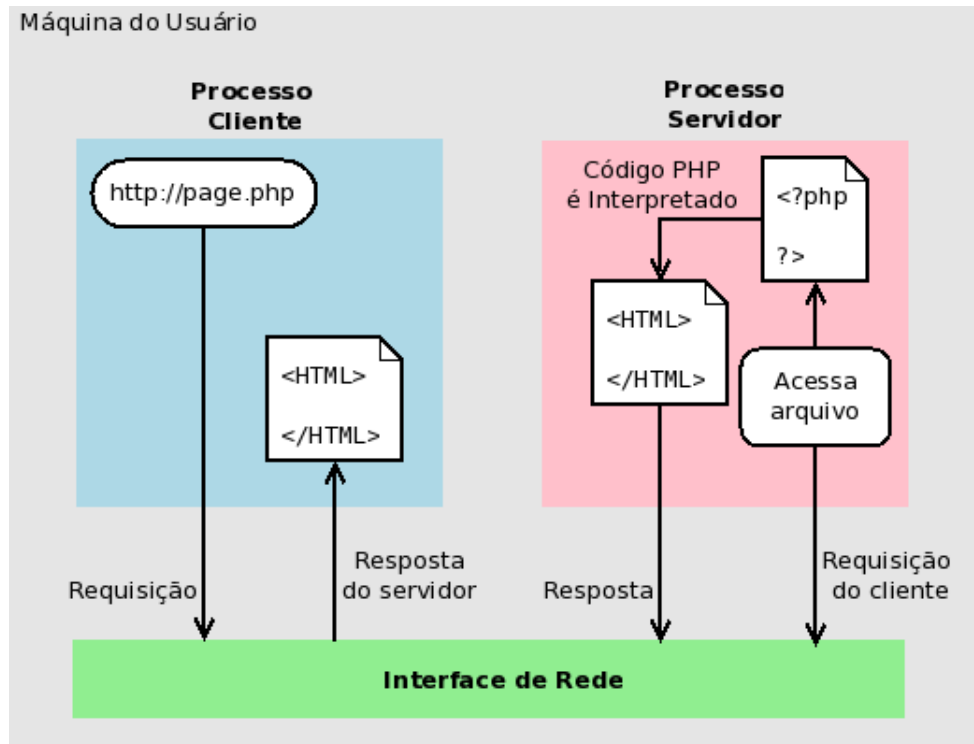 Máquina do Usuário
Processo
Cliente
http://page.php
<HTML>
</HTML>
Requisição
Resposta
do servidor
Processo
Servidor
Código PHP
é Interpretado
<?php
?>
<HTML>
</HTML>
Acessa
arquivo
Resposta
Requisição
do cliente
Interface de Rede